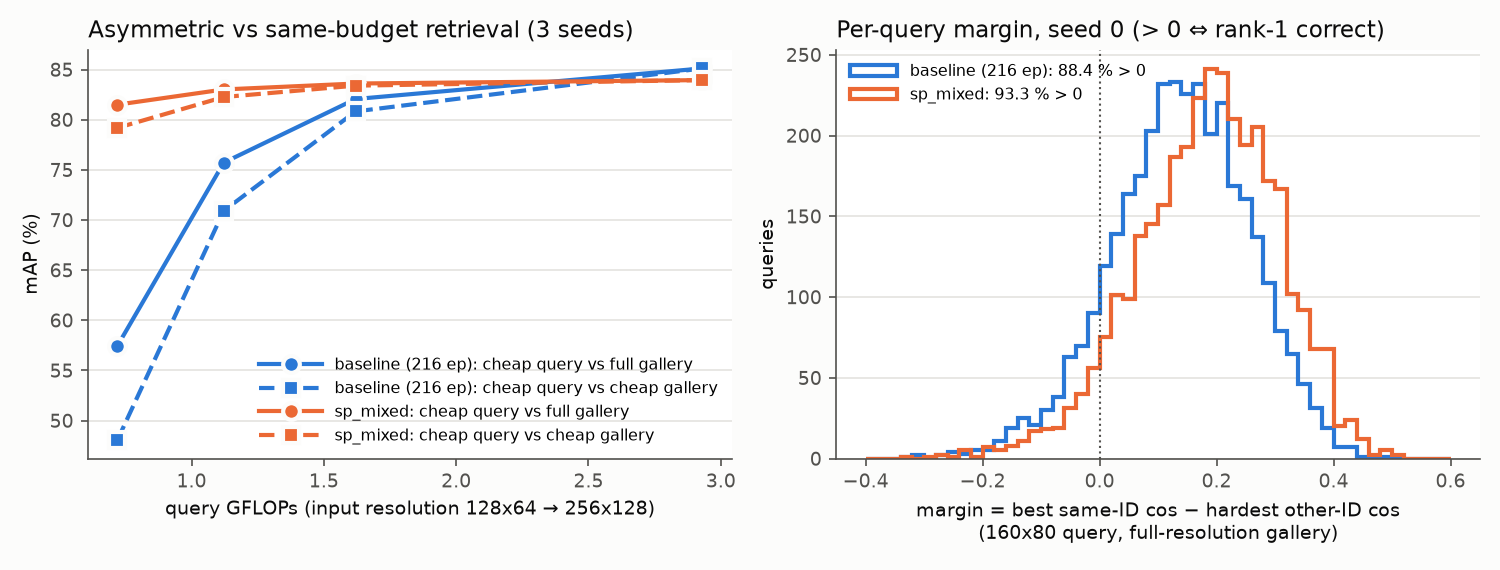 Asymmetric vs same-budget retrieval (3 seeds)
mAP (%)
85
80
75
70
65
60
55
50
baseline (216 ep): cheap query vs full gallery
baseline (216 ep): cheap query vs cheap gallery
sp_mixed: cheap query vs full gallery
sp_mixed: cheap query vs cheap gallery
1.0 1.5 2.0 2.5 3.0
query GFLOPs (input resolution 128x64 → 256x128)
Per-query margin, seed 0 (> 0 ⇔ rank-1 correct)
queries
250
200
150
100
50
0
baseline (216 ep): 88.4 % > 0
sp_mixed: 93.3 % > 0
−0.4 −0.2 0.0 0.2 0.4 0.6
margin = best same-ID cos − hardest other-ID cos
(160x80 query, full-resolution gallery)